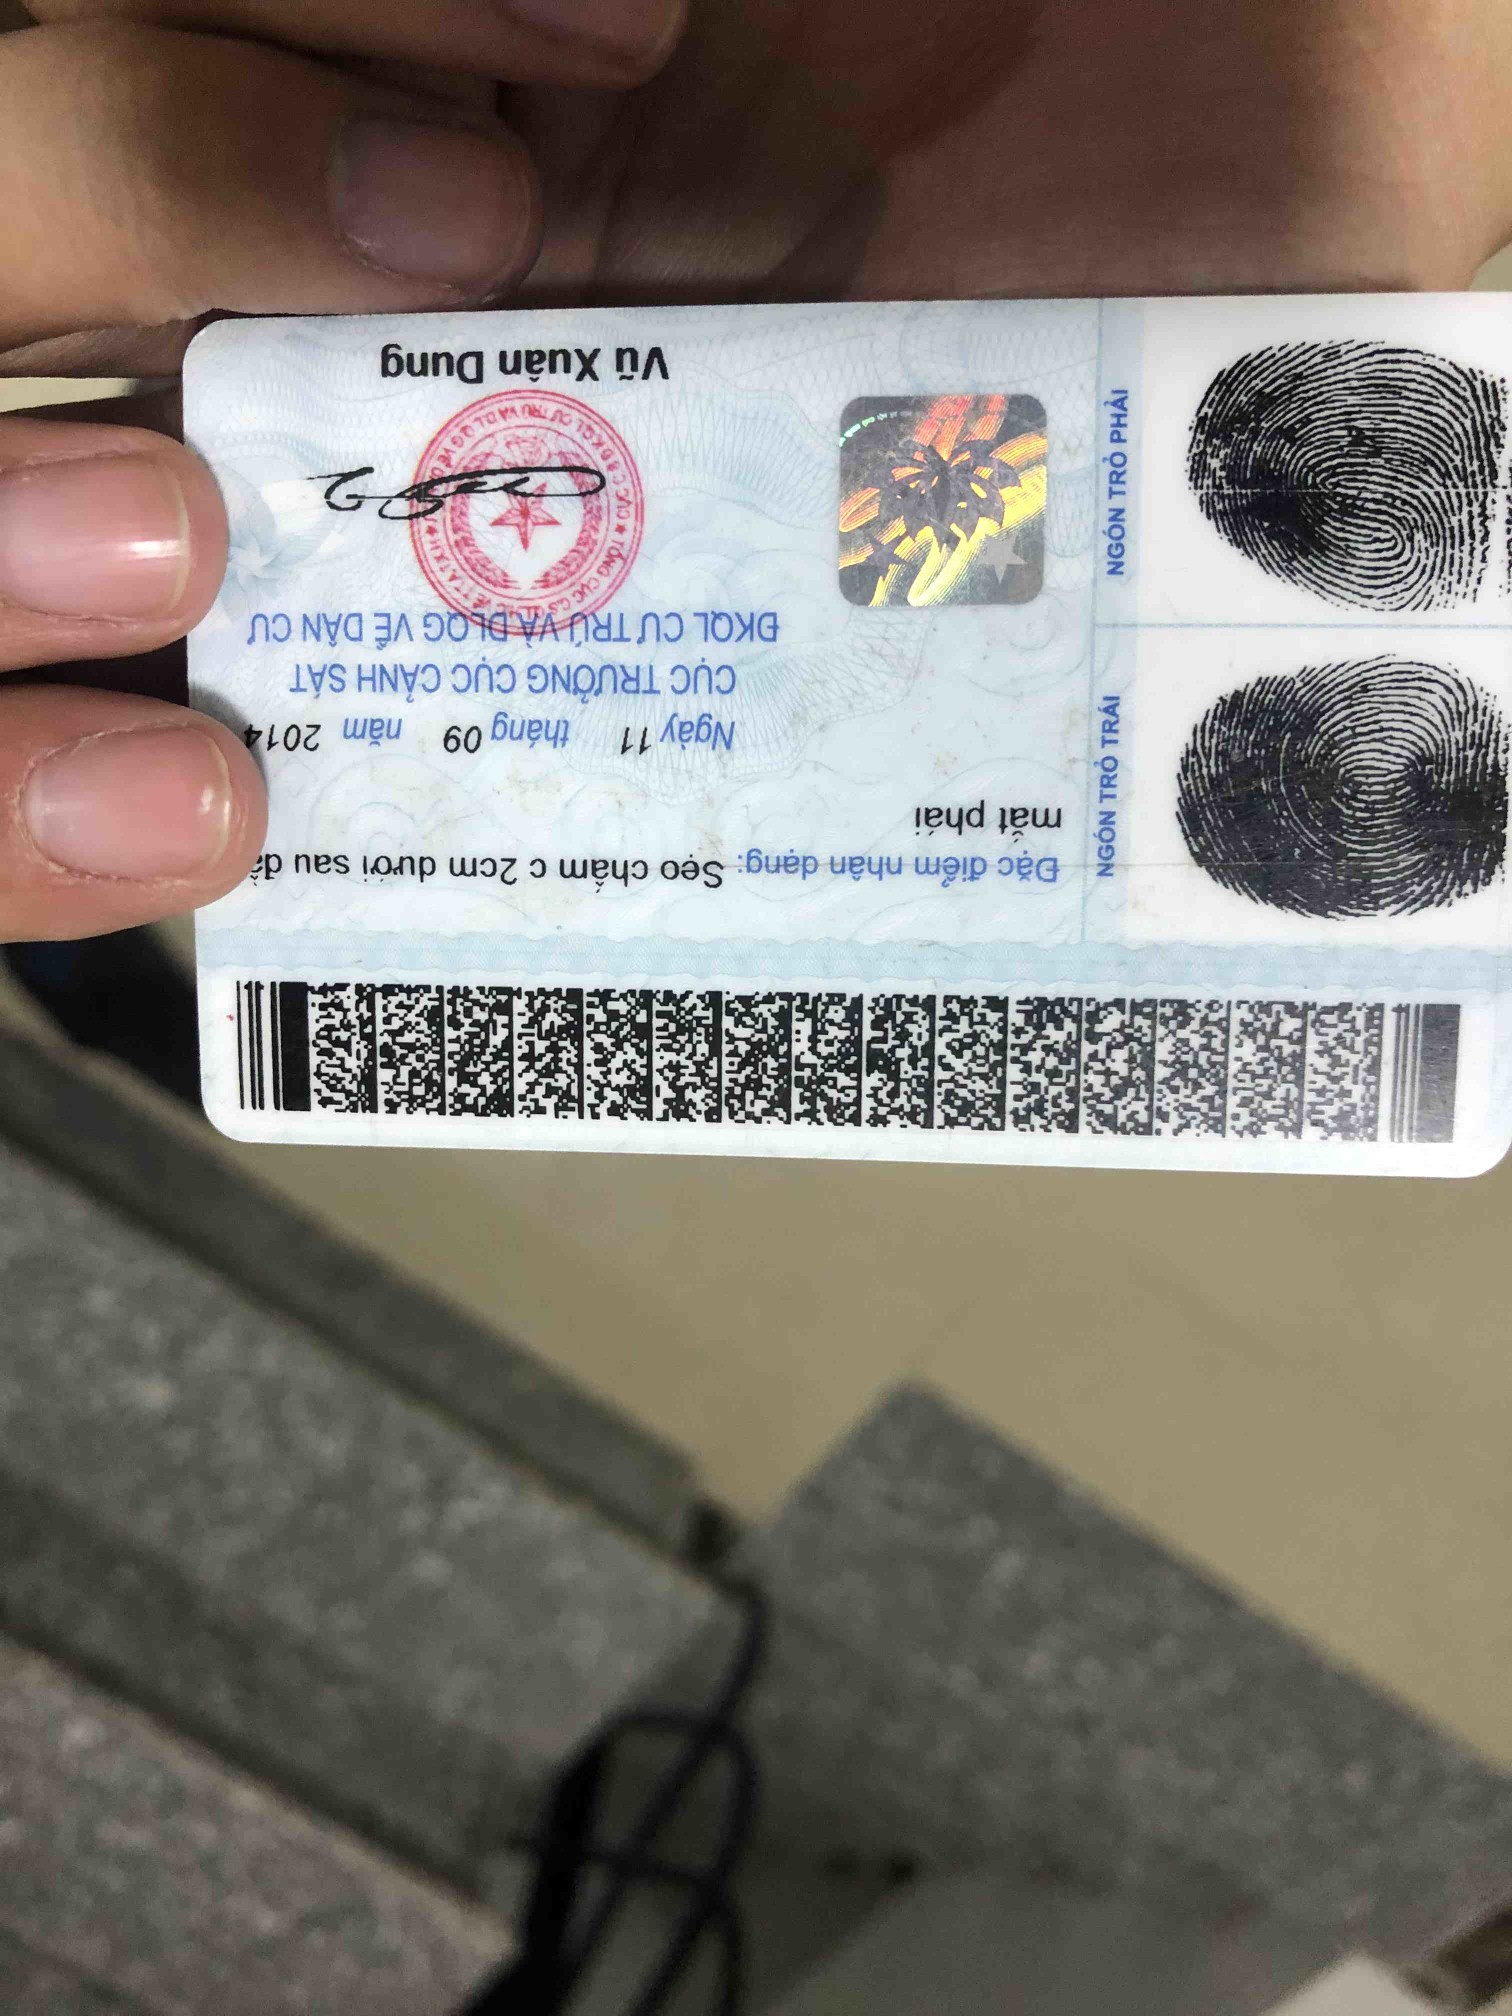 NGÓN TRỎ TRÁI
NGÓN TRỎ PHẢI
Đặc điểm nhân dạng: Sẹo chấm c 2cm dưới sau
mắt phải
Ngày 11 tháng 09 năm 2014
CỤC TRƯỞNG CỤC CẢNH SÁT
ĐKQL CƯ TRÚ VÀ DLQG VỀ DÂN CƯ
Vũ Xuân Dung